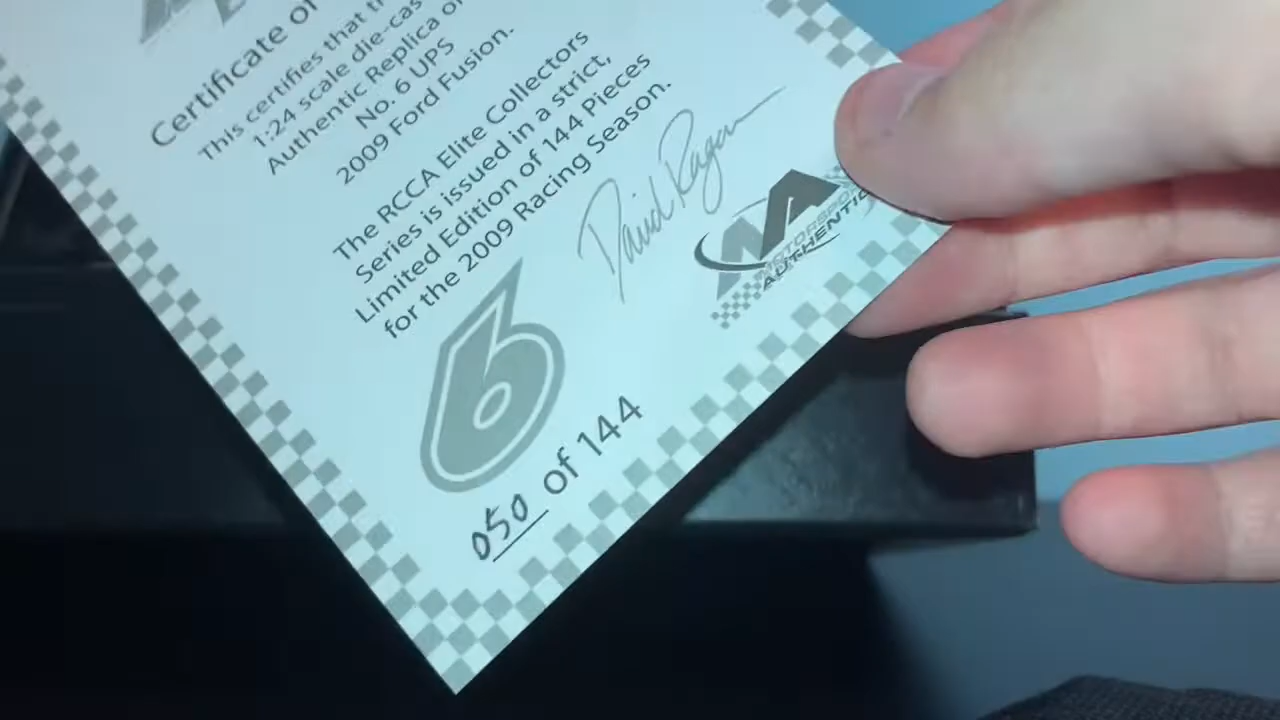 Certificate of
This certifies that
1:24 scale die-cas
Authentic Replica o
No. 6 UPS
2009 Ford Fusion.
The RCCA Elite Collectors
Series is issued in a strict,
Limited Edition of 144 Pieces
for the 2009 Racing Season.
David Ragan
MOTORSPORTS
AUTHENTIC
6
050 of 144